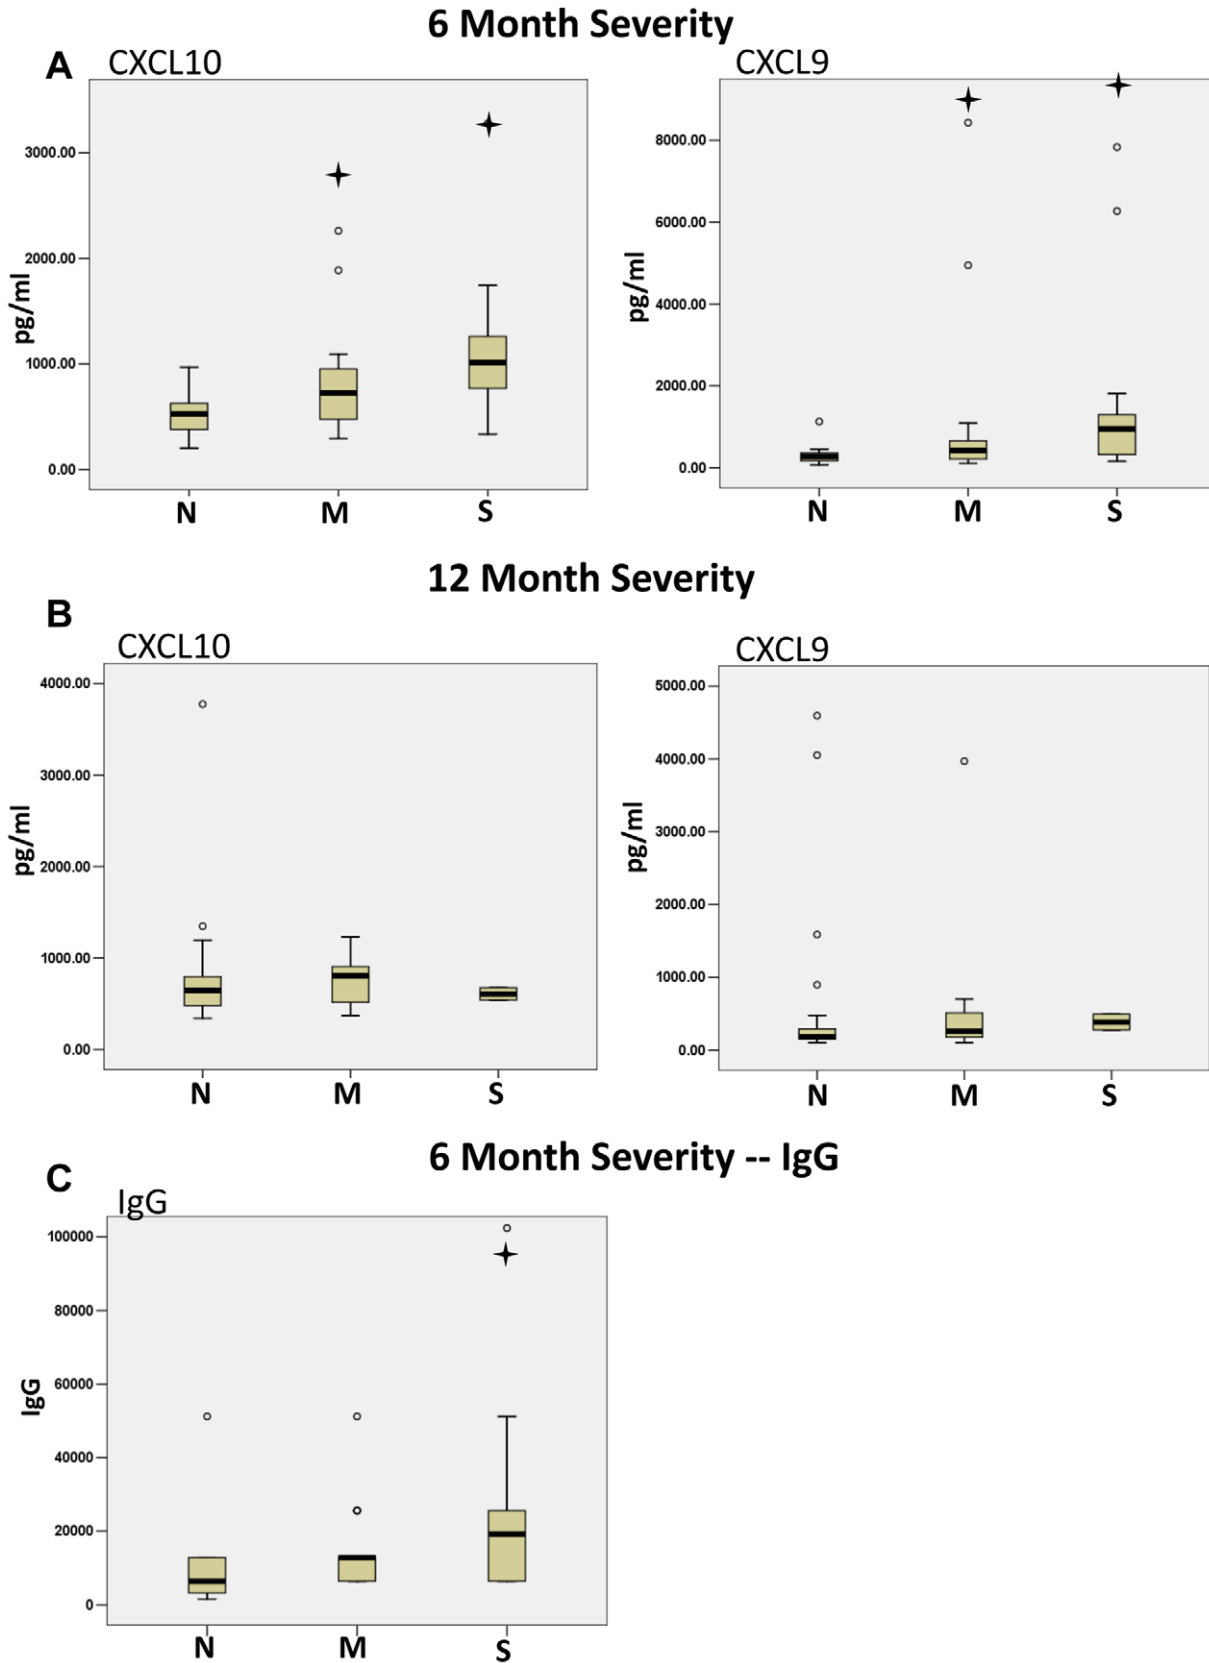 6 Month Severity
A
CXCL10
CXCL9
3000.00
2000.00
1000.00
0.00
pg/ml
N
M
S
8000.00
6000.00
4000.00
2000.00
0.00
pg/ml
N
M
S
12 Month Severity
B
CXCL10
CXCL9
4000.00
3000.00
2000.00
1000.00
0.00
pg/ml
N
M
S
5000.00
4000.00
3000.00
2000.00
1000.00
0.00
pg/ml
N
M
S
6 Month Severity -- IgG
C
IgG
100000
80000
60000
40000
20000
0
IgG
N
M
S